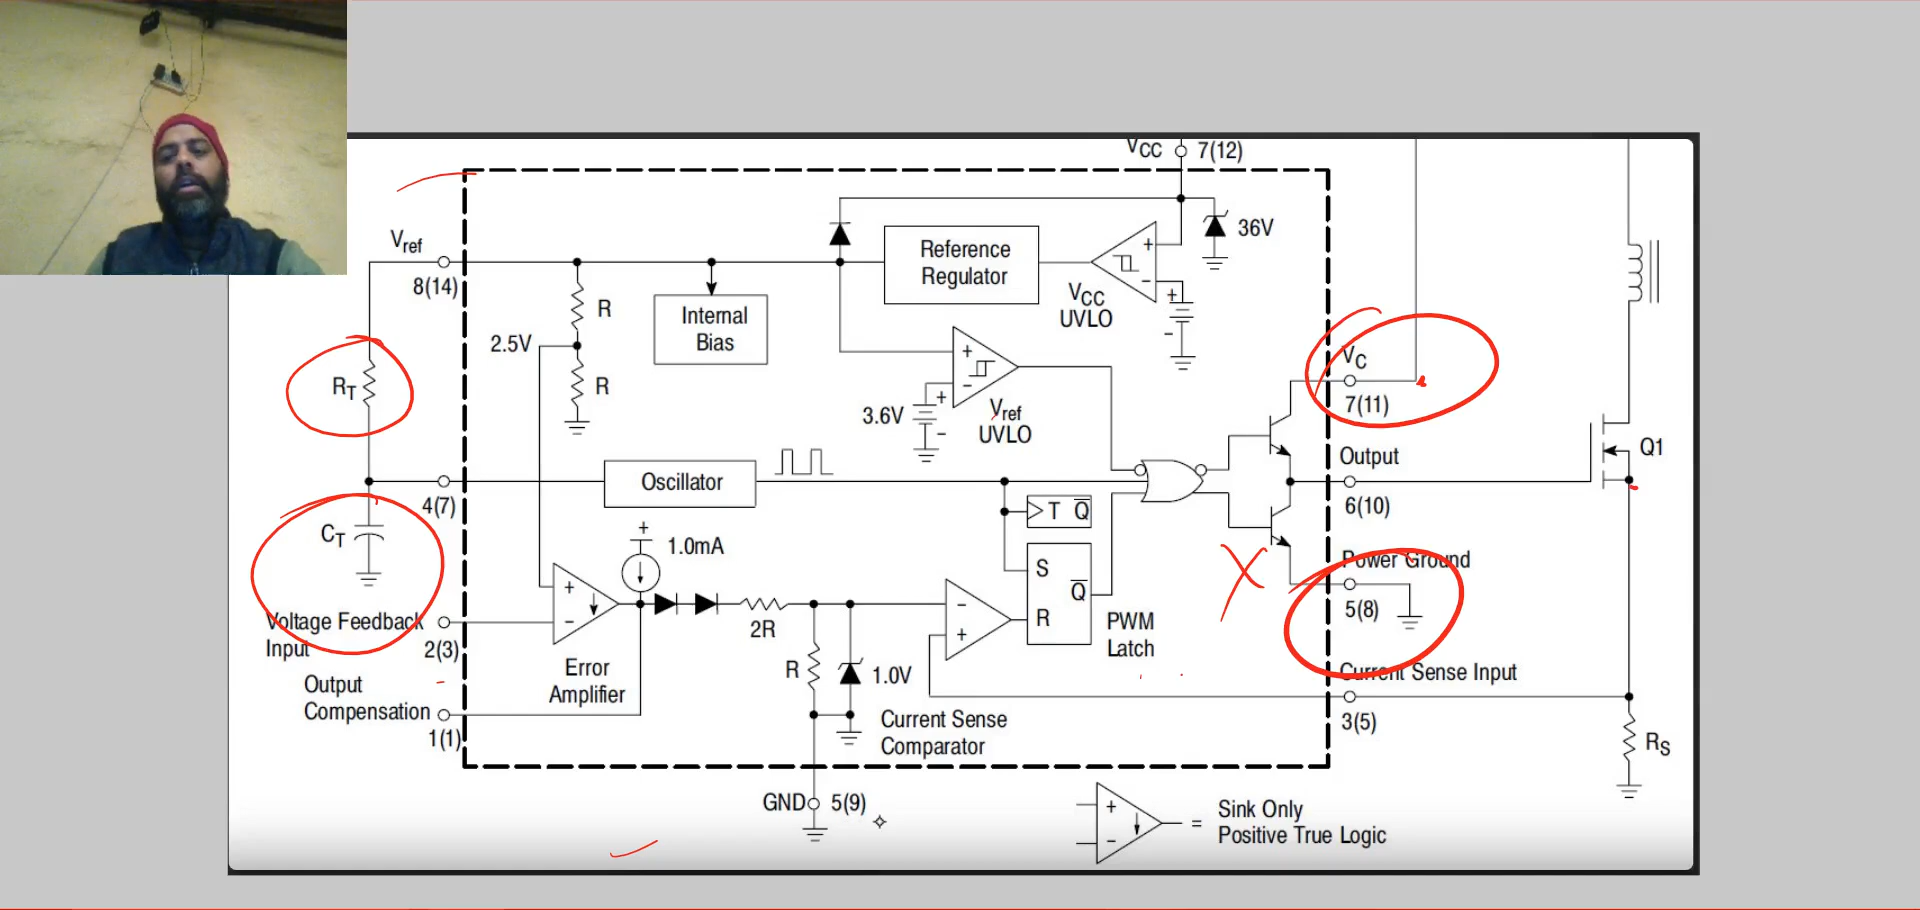 VCC 7(12)
Vref
8(14)
36V
Reference
Regulator
+
−
VCC
UVLO
+
−
R
Internal
Bias
2.5V
R
RT
3.6V
+
−
+
−
Vref
UVLO
VC
7(11)
Q1
Output
6(10)
Oscillator
4(7)
CT
T Q
+
1.0mA
S
Q
R
PWM
Latch
Power Ground
5(8)
X
+
−
Error
Amplifier
Voltage Feedback
Input
2(3)
2R
R
1.0V
−
+
Current Sense Input
3(5)
Output
Compensation
1(1)
Current Sense
Comparator
RS
GND 5(9)
+
−
=
Sink Only
Positive True Logic